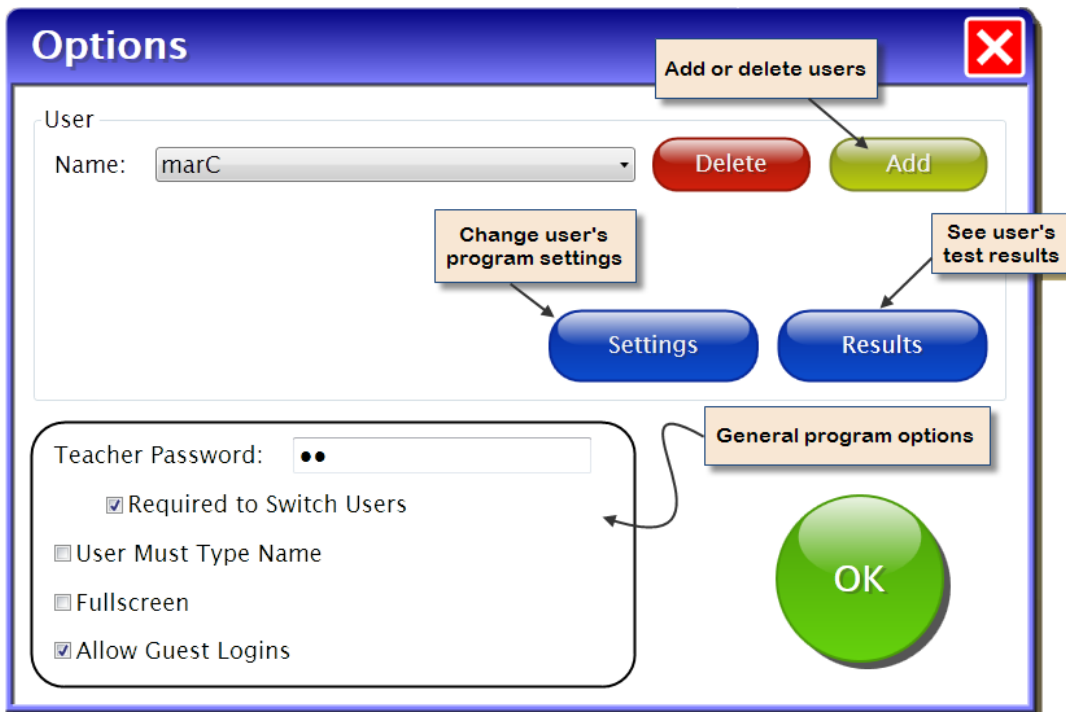 Options
Add or delete users
User
Name: marC Delete Add
Change user's
program settings
See user's
test results
Settings Results
General program options
Teacher Password: ●●
Required to Switch Users
User Must Type Name
Fullscreen
Allow Guest Logins
OK